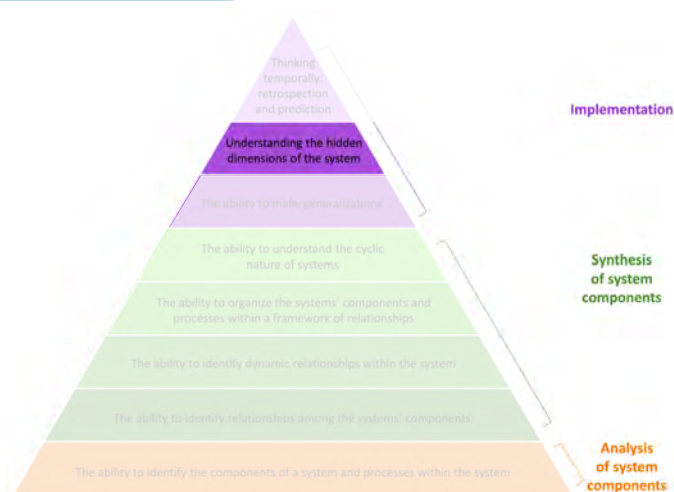 Thinking
temporally:
retrospection
and prediction
Implementation
Understanding the hidden
dimensions of the system
The ability to make generalizations
The ability to understand the cyclic
nature of systems
Synthesis
of system
components
The ability to organize the systems' components and
processes within a framework of relationships
The ability to identify dynamic relationships within the system
The ability to identify relationships among the systems' components
The ability to identify the components of a system and processes within the system
Analysis
of system
components